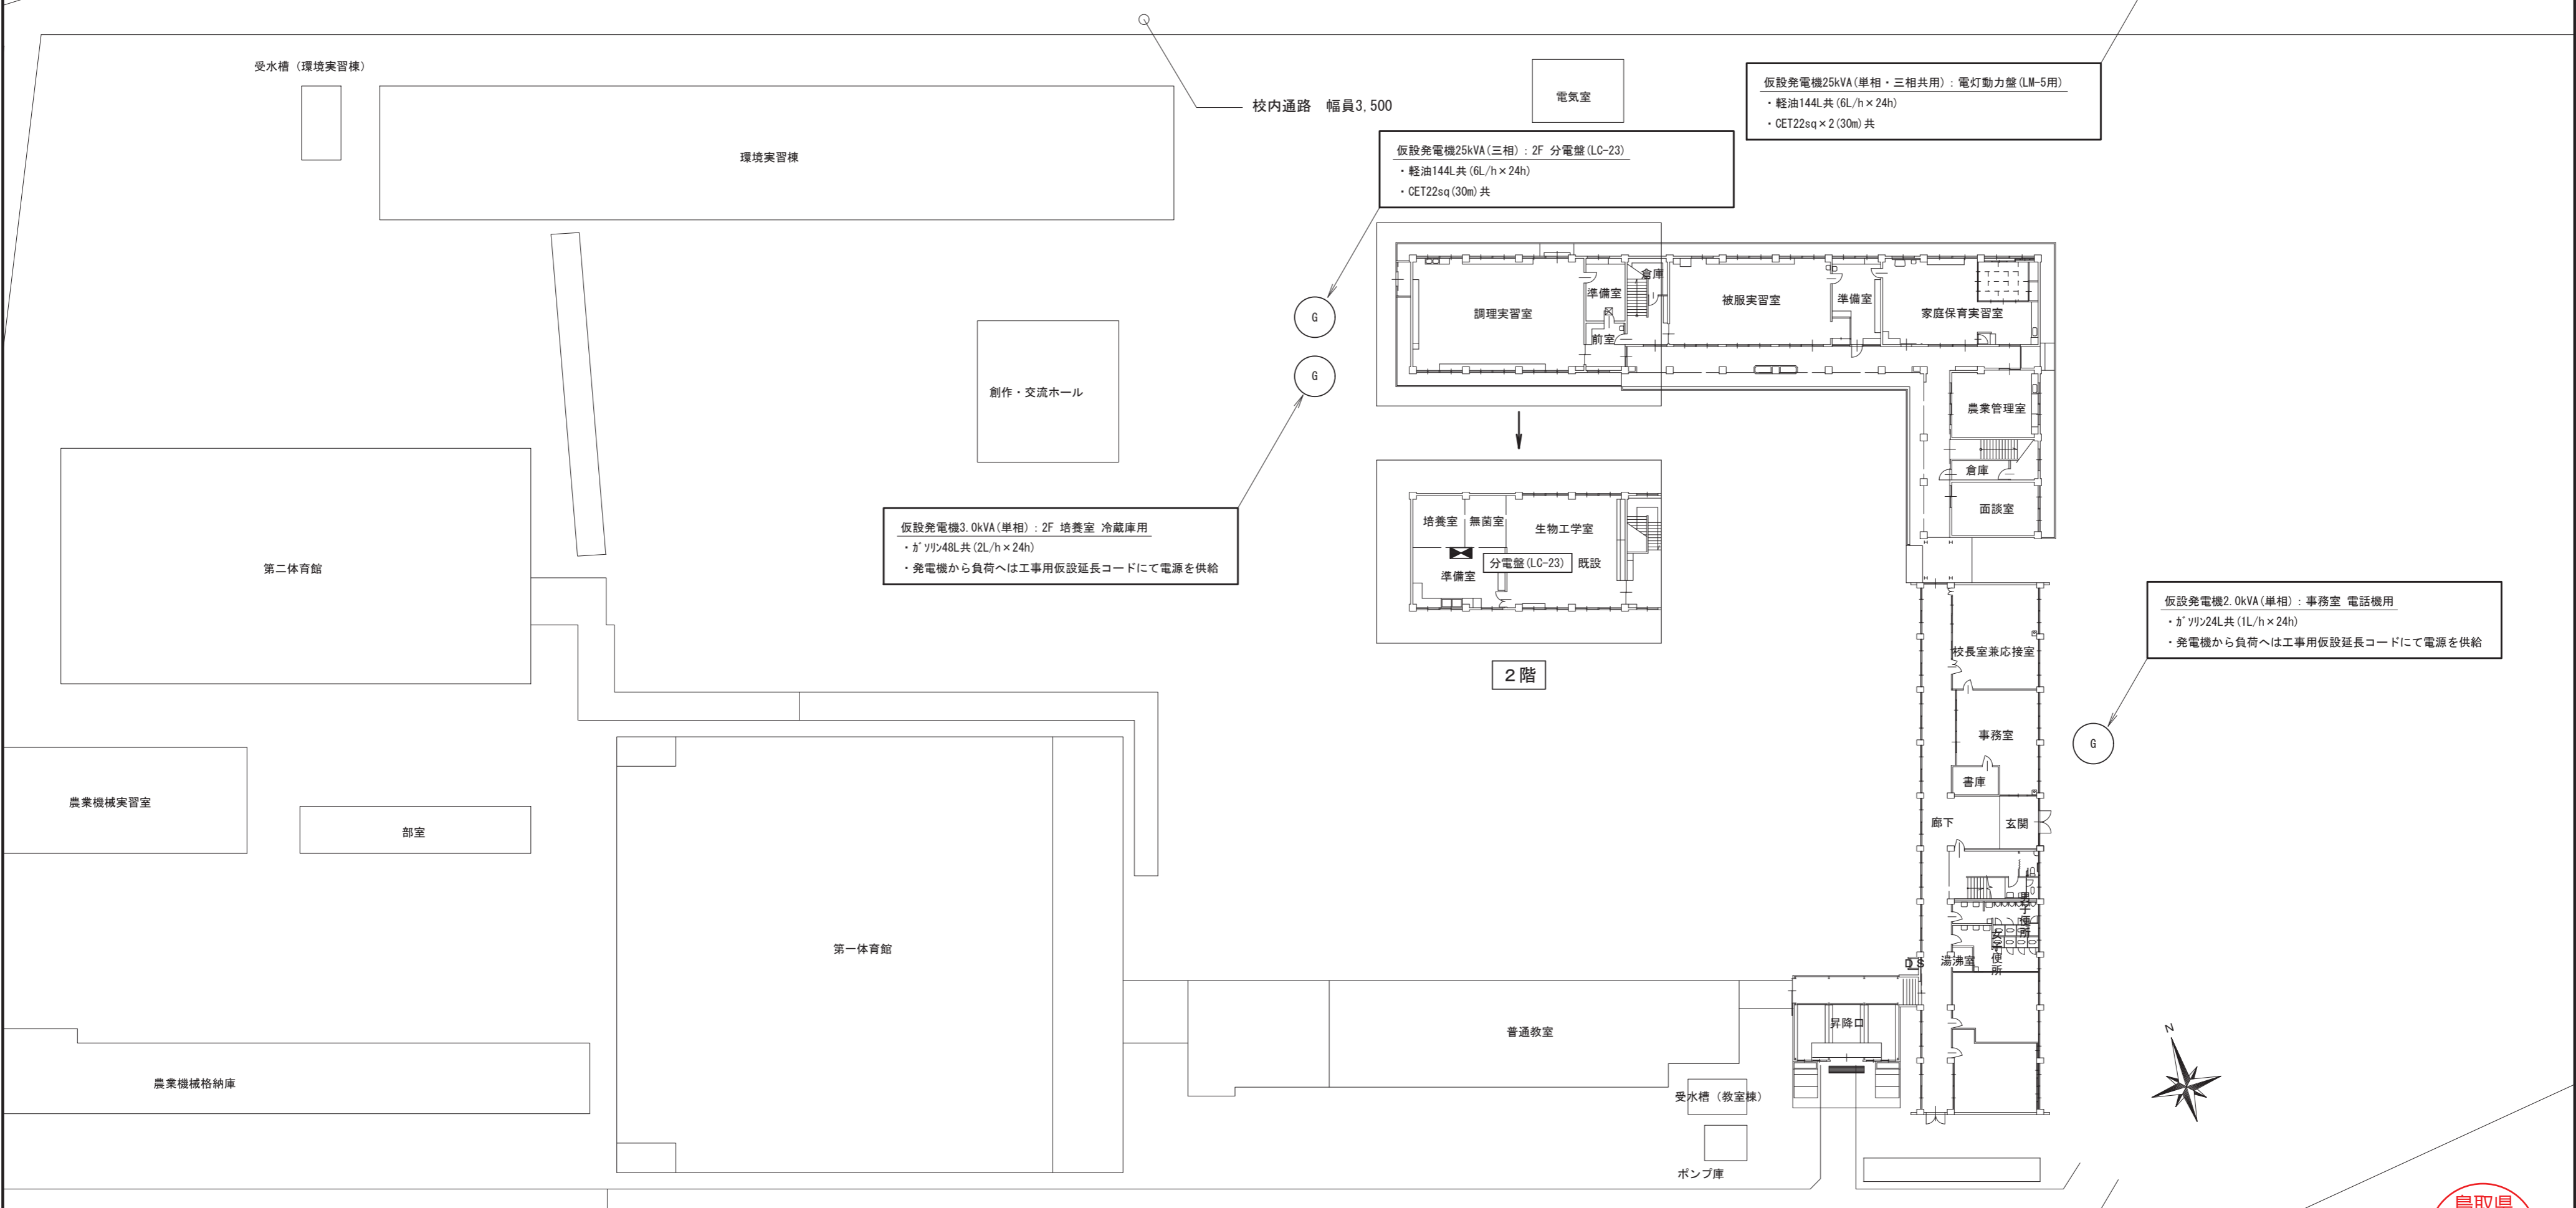 受水槽（環境実習棟）
環境実習棟
校内通路　幅員3,500
電気室
仮設発電機25kVA(単相・三相共用)：電灯動力盤(LM-5用)
・軽油144L共(6L/h×24h)
・CET22sq×2(30m)共
仮設発電機25kVA(三相)：2F 分電盤(LC-23)
・軽油144L共(6L/h×24h)
・CET22sq(30m)共
G
G
調理実習室
準備室
前室
倉庫
被服実習室
準備室
家庭保育実習室
農業管理室
倉庫
面談室
創作・交流ホール
仮設発電機3.0kVA(単相)：2F 培養室 冷蔵庫用
・ｶﾞｿﾘﾝ48L共(2L/h×24h)
・発電機から負荷へは工事用仮設延長コードにて電源を供給
培養室
無菌室
生物工学室
分電盤(LC-23) 既設
準備室
２階
第二体育館
仮設発電機2.0kVA(単相)：事務室 電話機用
・ｶﾞｿﾘﾝ24L共(1L/h×24h)
・発電機から負荷へは工事用仮設延長コードにて電源を供給
G
校長室兼応接室
事務室
書庫
廊下
玄関
男子便所
女子便所
湯沸室
ＤＳ
昇降口
農業機械実習室
部室
第一体育館
普通教室
農業機械格納庫
受水槽（教室棟）
ポンプ庫
N
鳥取県